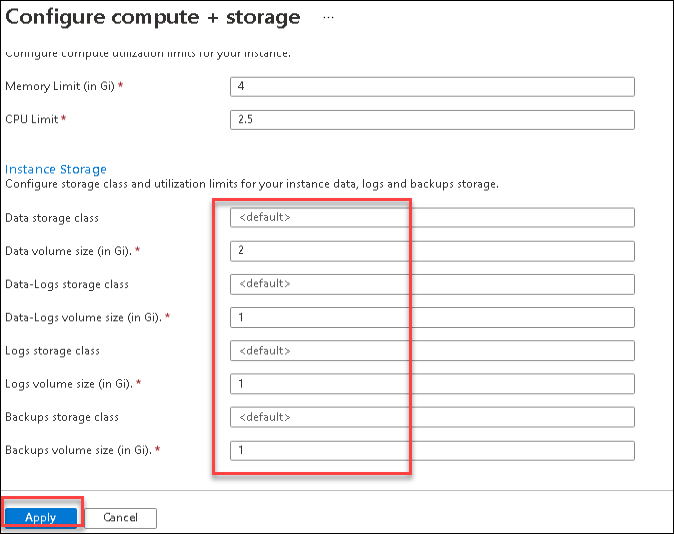 Configure compute + storage ...
Configure compute utilization limits for your instance.
Memory Limit (in Gi) * 4
CPU Limit * 2.5
Instance Storage
Configure storage class and utilization limits for your instance data, logs and backups storage.
Data storage class <default>
Data volume size (in Gi). * 2
Data-Logs storage class <default>
Data-Logs volume size (in Gi). * 1
Logs storage class <default>
Logs volume size (in Gi). * 1
Backups storage class <default>
Backups volume size (in Gi). * 1
Apply Cancel